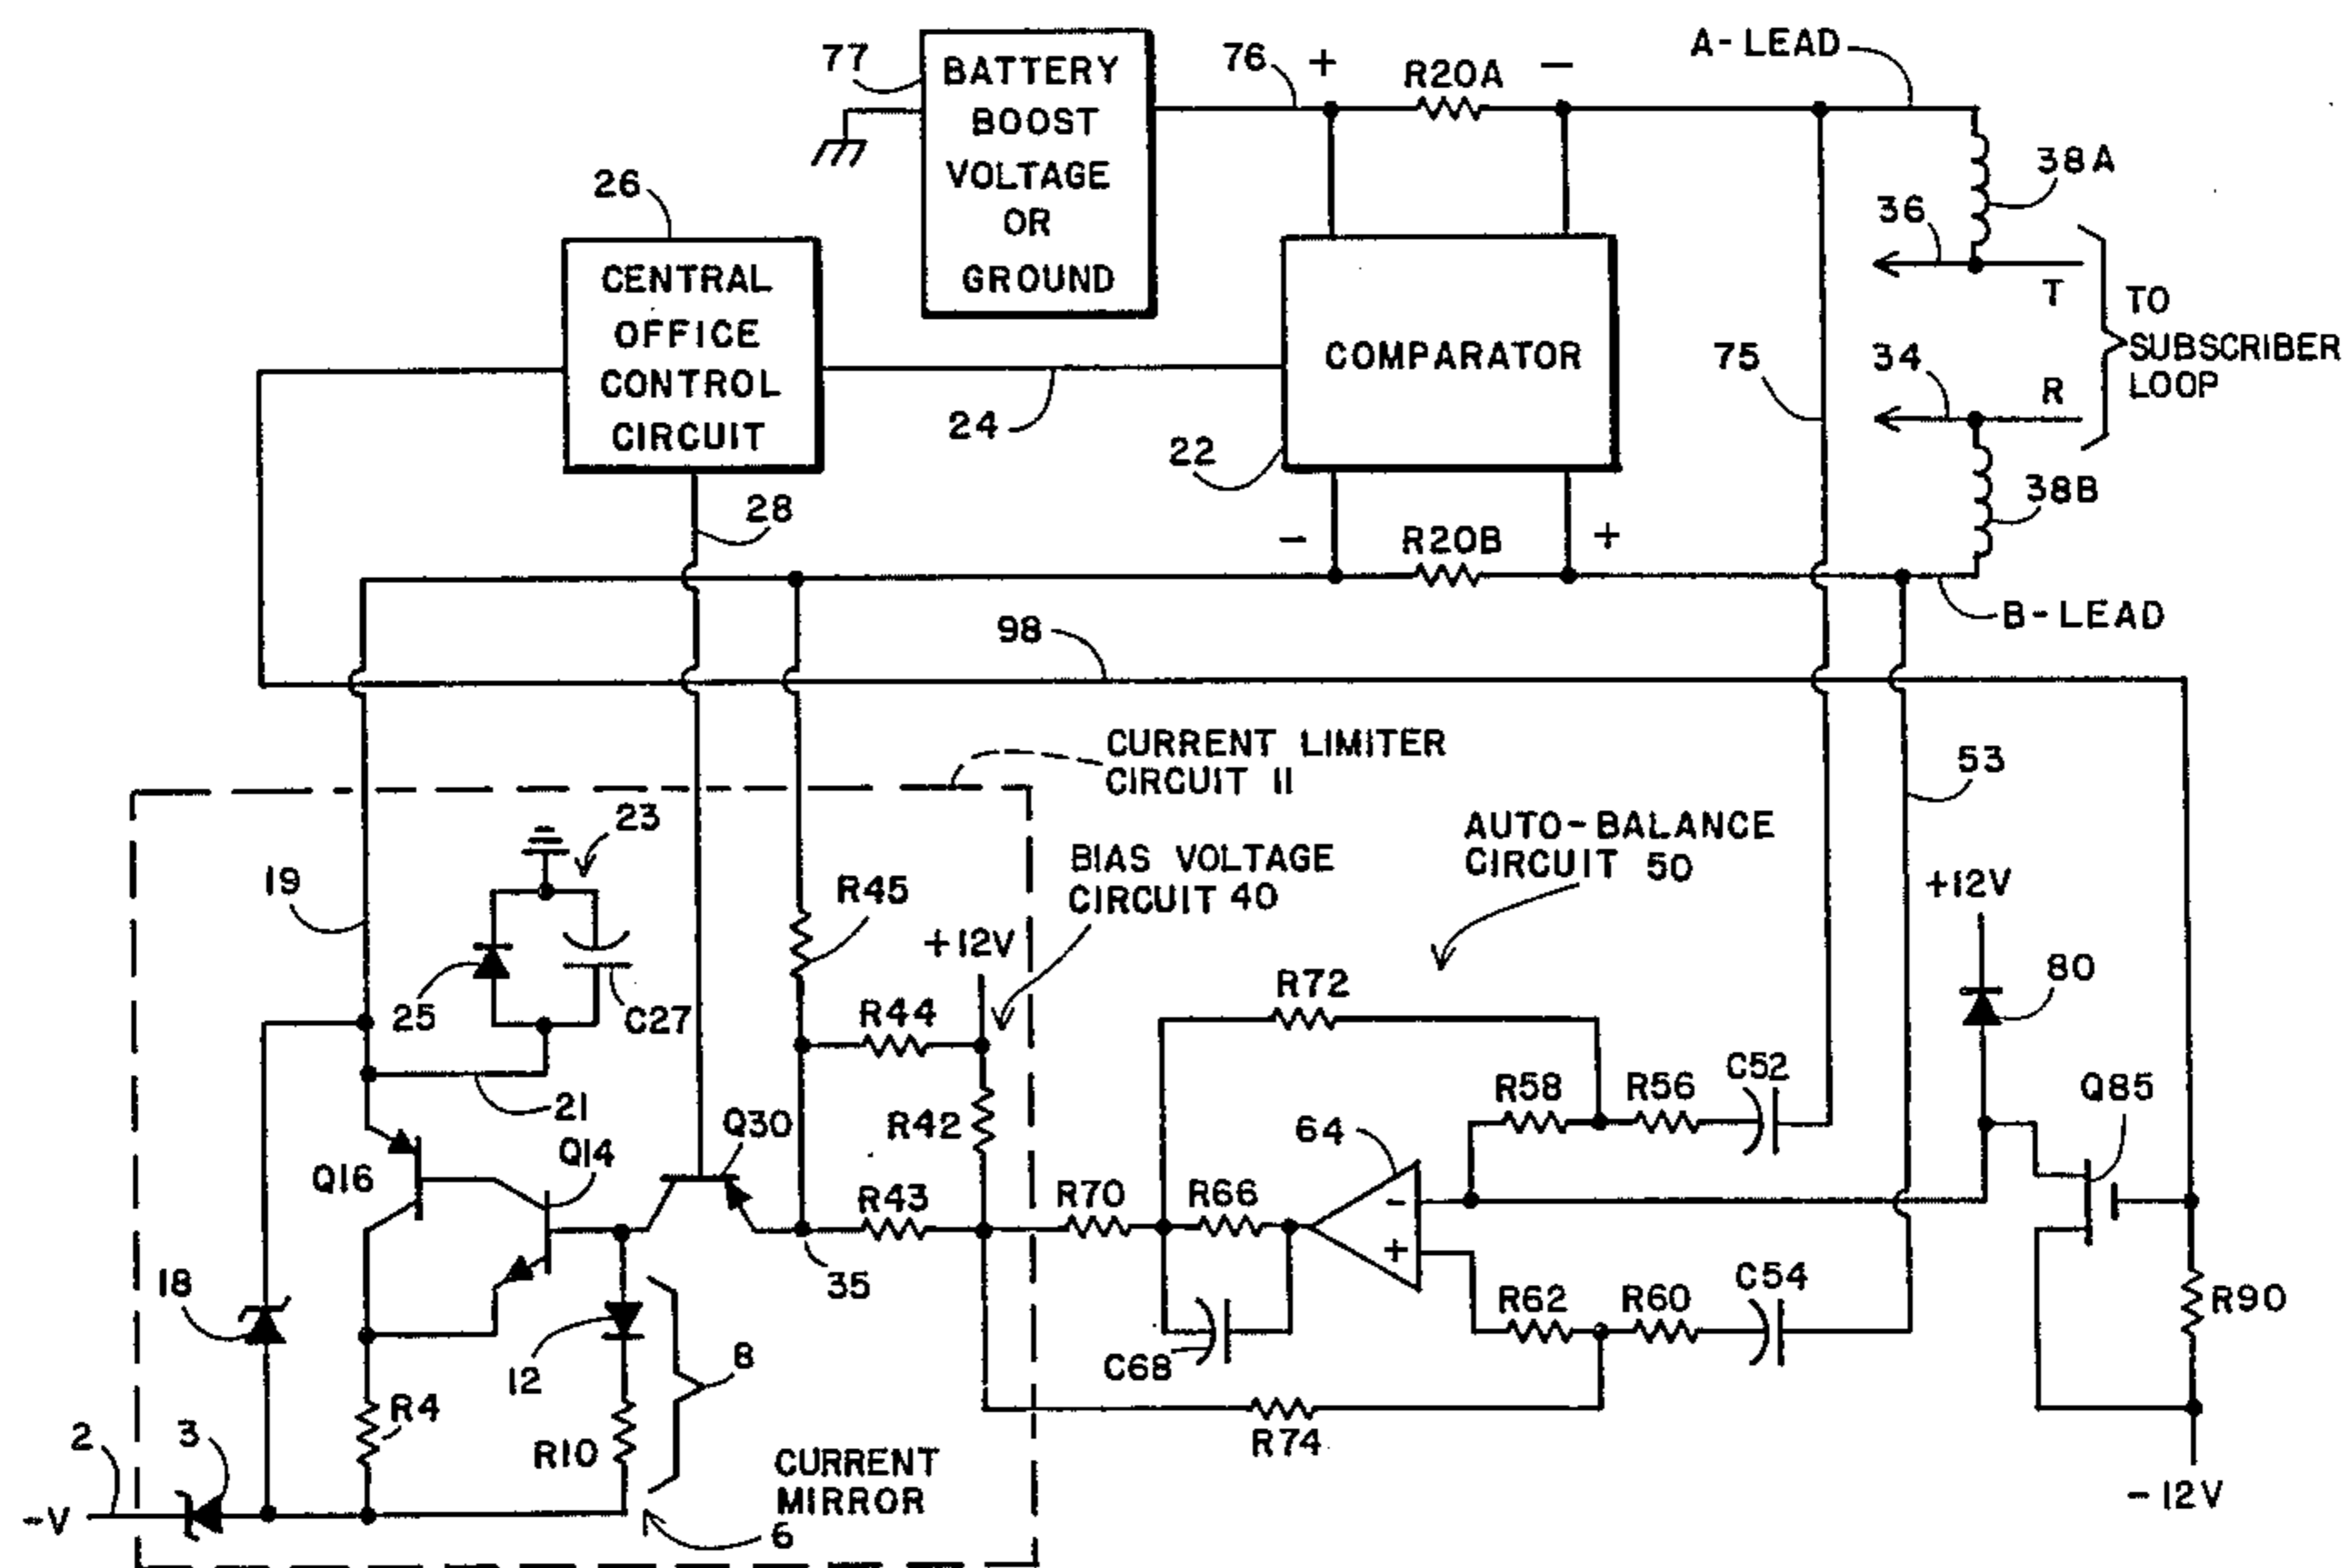 77
BATTERY
BOOST
VOLTAGE
OR
GROUND
76
+
R20A
−
A-LEAD
38A
36
T
TO
SUBSCRIBER
LOOP
34
R
38B
75
26
CENTRAL
OFFICE
CONTROL
CIRCUIT
24
COMPARATOR
22
28
-
R20B
+
B-LEAD
98
CURRENT LIMITER
CIRCUIT 11
53
23
19
25
C27
21
R45
BIAS VOLTAGE
CIRCUIT 40
+12V
AUTO-BALANCE
CIRCUIT 50
+12V
80
R44
R42
R72
C52
R58
R56
Q85
Q30
Q14
Q16
64
-
+
R43
R70
R66
35
18
12
8
C68
R62
R60
C54
R90
R4
R10
R74
2
3
-V
CURRENT
MIRROR
6
-12V